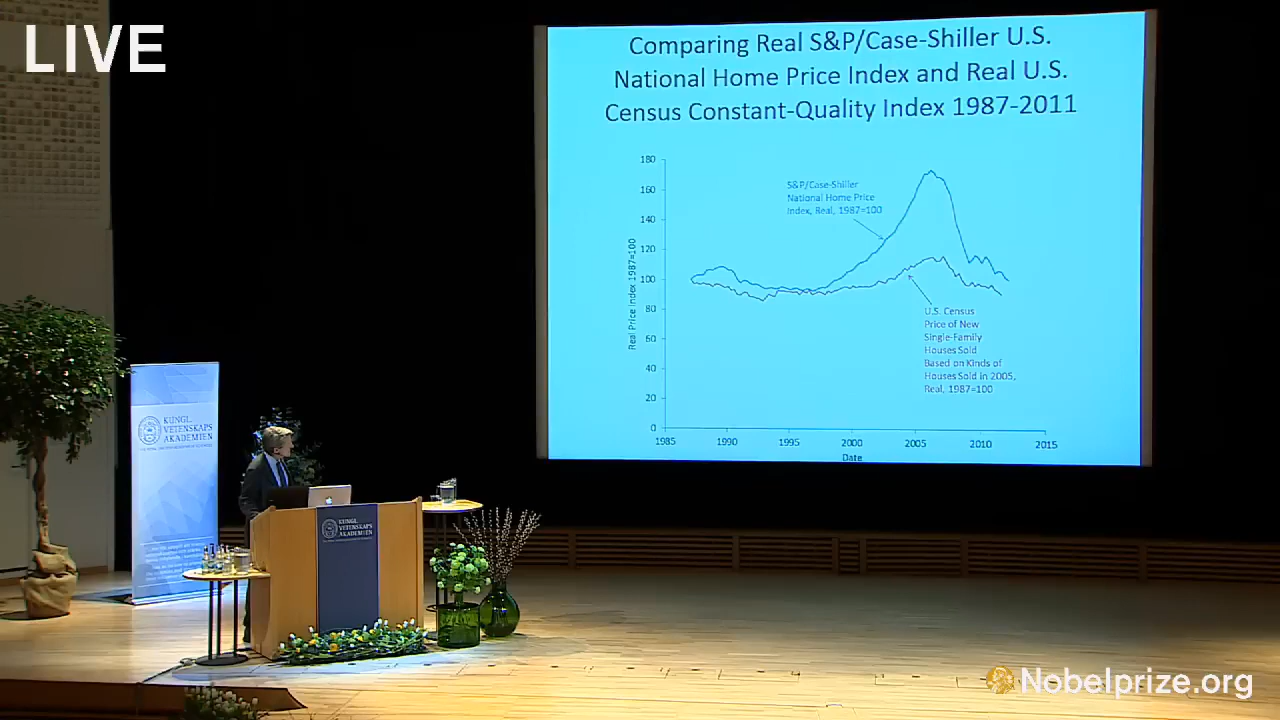 LIVE
Comparing Real S&P/Case-Shiller U.S.
National Home Price Index and Real U.S.
Census Constant-Quality Index 1987-2011
180
160
140
120
100
80
60
40
20
0
Real Price Index 1987=100
S&P/Case-Shiller
National Home Price
Index, Real, 1987=100
U.S. Census
Price of New
Single-Family
Houses Sold
Based on Kinds of
Houses Sold in 2005,
Real, 1987=100
1985 1990 1995 2000 2005 2010 2015
Date
KUNGL.
VETENSKAPS
AKADEMIEN
KUNGL.
VETENSKAPS
AKADEMIEN
Nobelprize.org